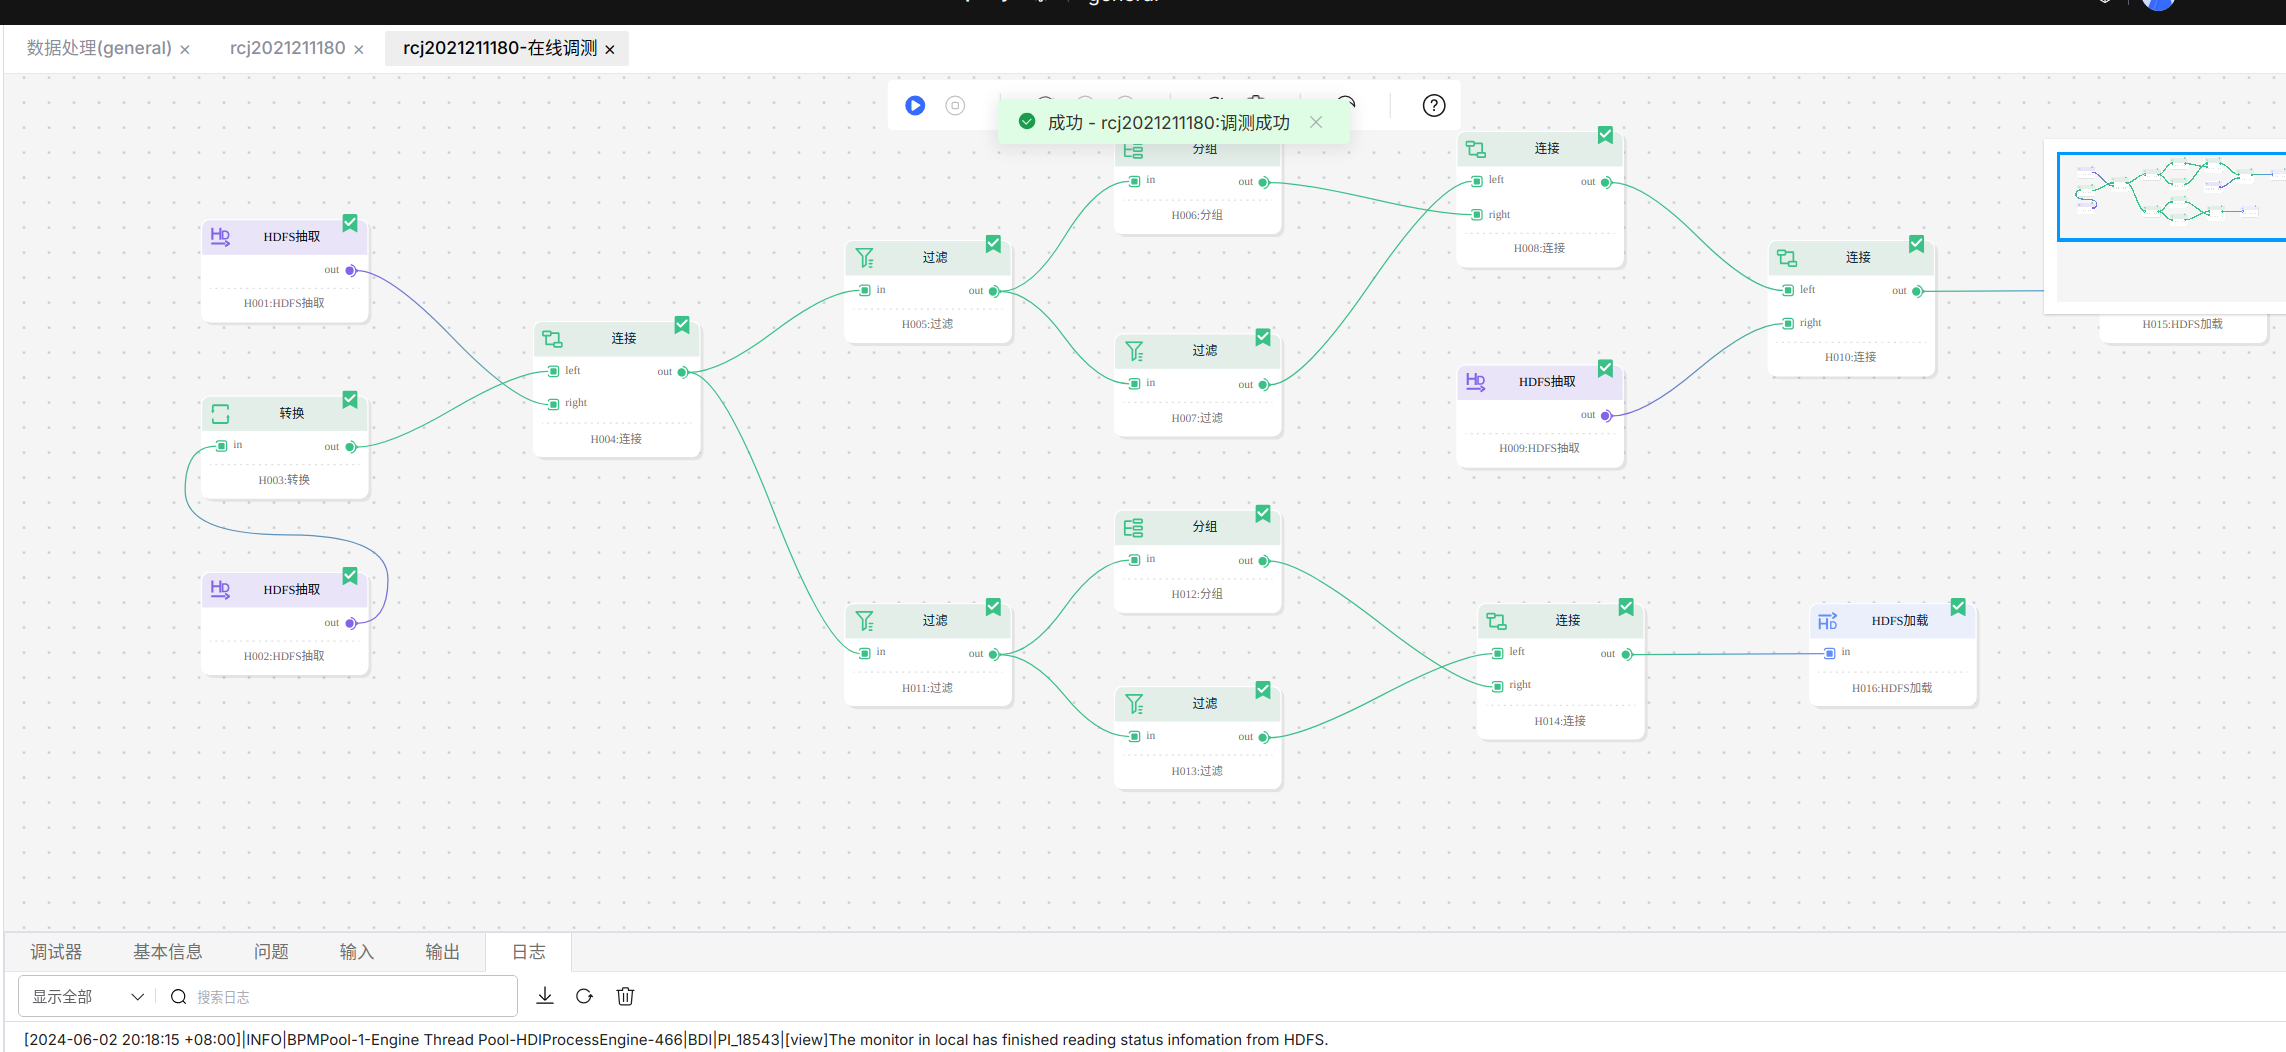 general
数据处理(general) ×
rcj2021211180 ×
rcj2021211180-在线调测 ×
成功 - rcj2021211180:调测成功
HDFS抽取
out
H001:HDFS抽取
转换
in
out
H003:转换
HDFS抽取
out
H002:HDFS抽取
连接
left
out
right
H004:连接
过滤
in
out
H005:过滤
分组
in
out
H006:分组
过滤
in
out
H007:过滤
连接
left
out
right
H008:连接
HDFS抽取
out
H009:HDFS抽取
连接
left
out
right
H010:连接
H015:HDFS加载
过滤
in
out
H011:过滤
分组
in
out
H012:分组
过滤
in
out
H013:过滤
连接
left
out
right
H014:连接
HDFS加载
in
H016:HDFS加载
调试器
基本信息
问题
输入
输出
日志
显示全部
搜索日志
[2024-06-02 20:18:15 +08:00]|INFO|BPMPool-1-Engine Thread Pool-HDIProcessEngine-466|BDI|PI_18543|[view]The monitor in local has finished reading status infomation from HDFS.